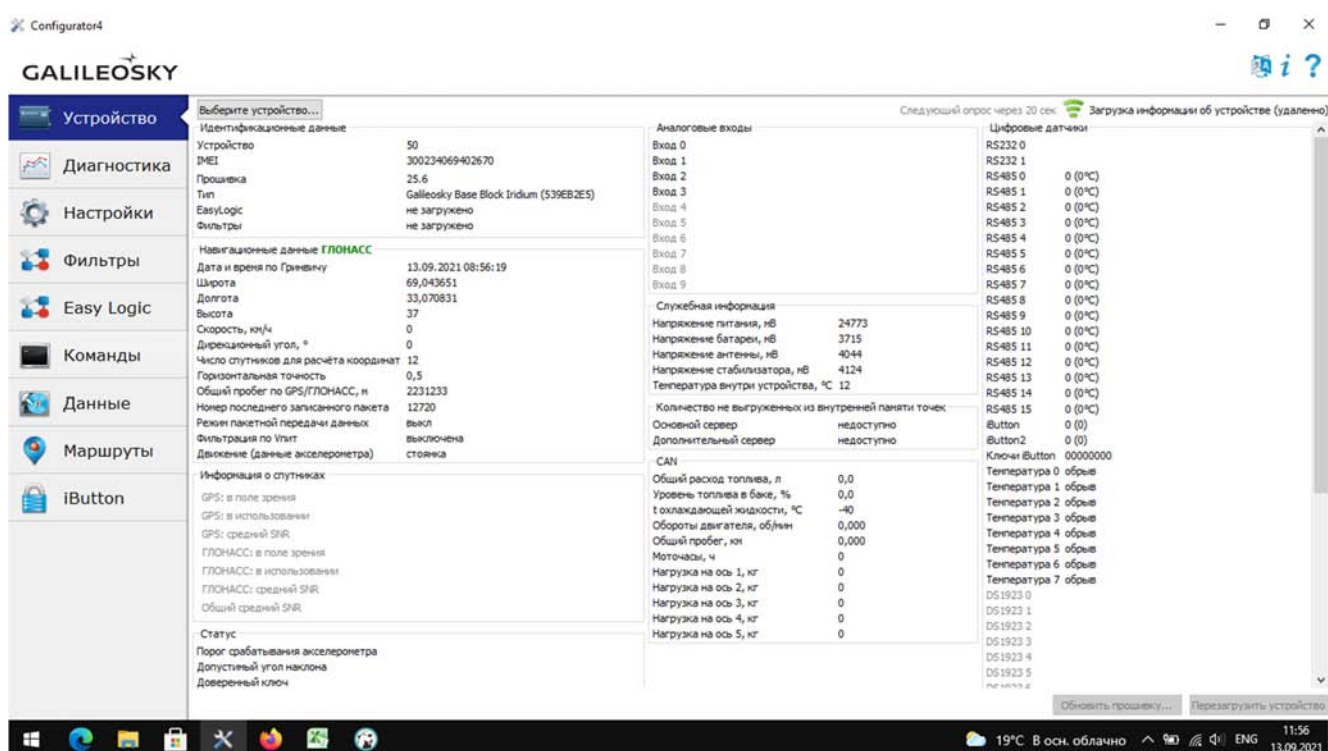 Configurator4
GALILEOSKY
Устройство
Диагностика
Настройки
Фильтры
Easy Logic
Команды
Данные
Маршруты
iButton
Выберите устройство...
Следующий опрос через 20 сек
Загрузка информации об устройстве (удаленно)
Идентификационные данные
Устройство 50
IMEI 300234069402670
Прошивка 25.6
Тип Galileosky Base Block Iridium (539EB2E5)
EasyLogic не загружено
Фильтры не загружено
Навигационные данные ГЛОНАСС
Дата и время по Гринвичу 13.09.2021 08:56:19
Широта 69,043651
Долгота 33,070831
Высота 37
Скорость, км/ч 0
Дирекционный угол, ° 0
Число спутников для расчёта координат 12
Горизонтальная точность 0,5
Общий пробег по GPS/ГЛОНАСС, м 2231233
Номер последнего записанного пакета 12720
Режим пакетной передачи данных выкл
Фильтрация по Uпит выключена
Движение (данные акселерометра) стоянка
Информация о спутниках
GPS: в поле зрения
GPS: в использовании
GPS: средний SNR
ГЛОНАСС: в поле зрения
ГЛОНАСС: в использовании
ГЛОНАСС: средний SNR
Общий средний SNR
Статус
Порог срабатывания акселерометра
Допустимый угол наклона
Доверенный ключ
Аналоговые входы
Вход 0
Вход 1
Вход 2
Вход 3
Вход 4
Вход 5
Вход 6
Вход 7
Вход 8
Вход 9
Служебная информация
Напряжение питания, мВ 24773
Напряжение батареи, мВ 3715
Напряжение антенны, мВ 4044
Напряжение стабилизатора, мВ 4124
Температура внутри устройства, ºC 12
Количество не выгруженных из внутренней памяти точек
Основной сервер недоступно
Дополнительный сервер недоступно
CAN
Общий расход топлива, л 0,0
Уровень топлива в баке, % 0,0
t охлаждающей жидкости, ºC -40
Обороты двигателя, об/мин 0,000
Общий пробег, км 0,000
Моточасы, ч 0
Нагрузка на ось 1, кг 0
Нагрузка на ось 2, кг 0
Нагрузка на ось 3, кг 0
Нагрузка на ось 4, кг 0
Нагрузка на ось 5, кг 0
Цифровые датчики
RS232 0
RS232 1
RS485 0 0 (0ºC)
RS485 1 0 (0ºC)
RS485 2 0 (0ºC)
RS485 3 0 (0ºC)
RS485 4 0 (0ºC)
RS485 5 0 (0ºC)
RS485 6 0 (0ºC)
RS485 7 0 (0ºC)
RS485 8 0 (0ºC)
RS485 9 0 (0ºC)
RS485 10 0 (0ºC)
RS485 11 0 (0ºC)
RS485 12 0 (0ºC)
RS485 13 0 (0ºC)
RS485 14 0 (0ºC)
RS485 15 0 (0ºC)
iButton 0 (0)
iButton2 0 (0)
Ключи iButton 00000000
Температура 0 обрыв
Температура 1 обрыв
Температура 2 обрыв
Температура 3 обрыв
Температура 4 обрыв
Температура 5 обрыв
Температура 6 обрыв
Температура 7 обрыв
DS1923 0
DS1923 1
DS1923 2
DS1923 3
DS1923 4
DS1923 5
Обновить прошивку...
Перезагрузить устройство
19°C В осн. облачно
ENG
11:56
13.09.2021